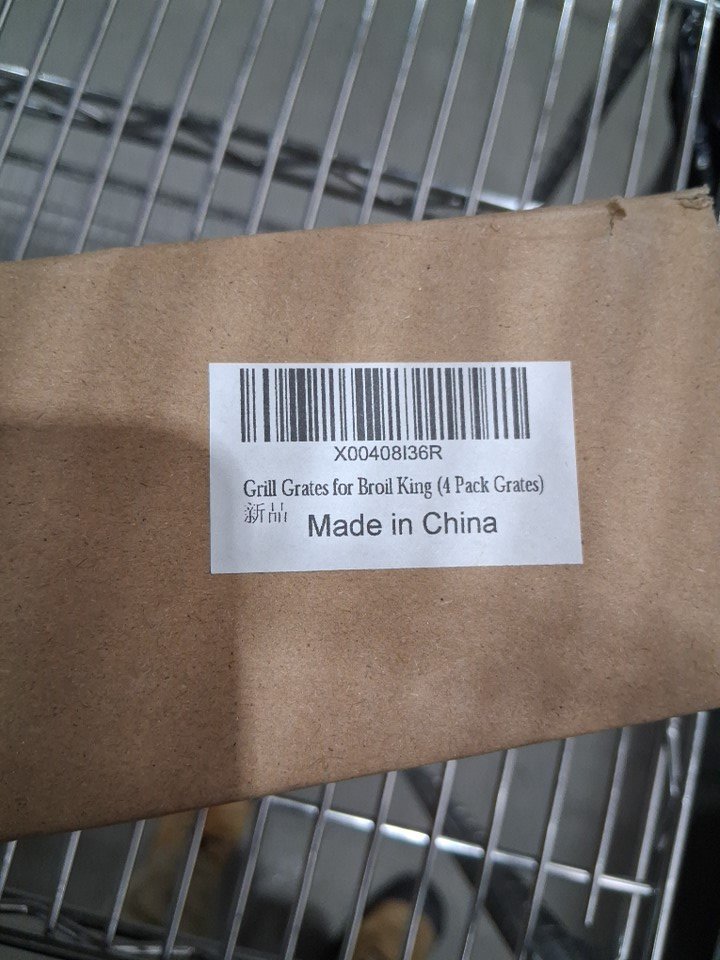 X00408I36R
Grill Grates for Broil King (4 Pack Grates)
新品 Made in China